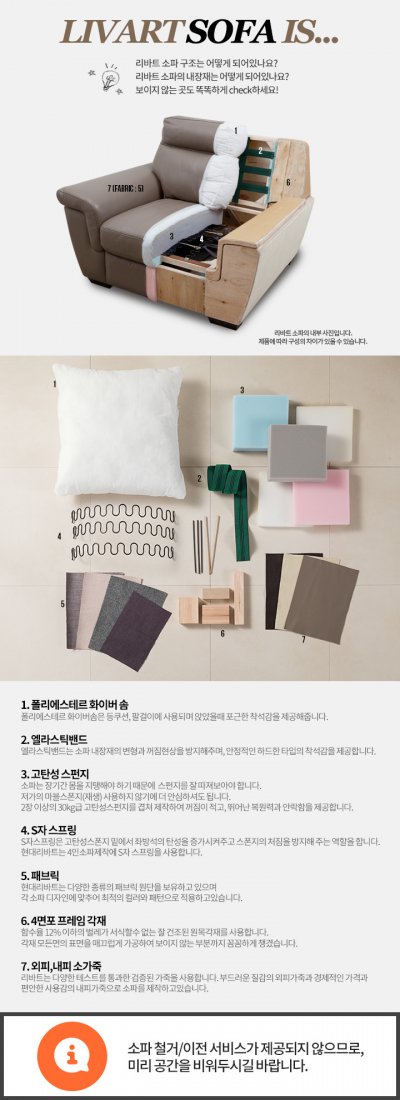 LIVART SOFA IS...
리바트 소파 구조는 어떻게 되어있나요?
리바트 소파의 내장재는 어떻게 되어있나요?
보이지 않는 곳도 똑똑하게 check하세요!
1
2
7 (FABRIC : 5)
6
3
4
리바트 소파의 내부 사진입니다.
제품에 따라 구성의 차이가 있을 수 있습니다.
1
3
2
4
5
6
7
1. 폴리에스테르 화이버 솜
폴리에스테르 화이버솜은 등쿠션, 팔걸이에 사용되며 앉았을때 포근한 착석감을 제공해줍니다.
2. 엘라스틱밴드
엘라스틱밴드는 소파 내장재의 변형과 꺼짐현상을 방지해주며, 안정적인 하드한 타입의 착석감을 제공합니다.
3. 고탄성 스펀지
소파는 장기간 몸을 지탱해야 하기 때문에 스펀지를 잘 따져보아야 합니다.
저가의 마블스폰지(재생) 사용하지 않기에 더 안심하셔도 됩니다.
2장 이상의 30kg급 고탄성스펀지를 겹쳐 제작하여 꺼짐이 적고, 뛰어난 복원력과 안락함을 제공합니다.
4. S자 스프링
S자스프링은 고탄성스폰지 밑에서 좌방석의 탄성을 증가시켜주고 스폰지의 처짐을 방지해 주는 역할을 합니다.
현대리바트는 4인소파제작에 S자 스프링을 사용합니다.
5. 패브릭
현대리바트는 다양한 종류의 패브릭 원단을 보유하고 있으며
각 소파 디자인에 맞추어 최적의 컬러와 패턴으로 적용하고있습니다.
6. 4면포 프레임 각재
함수율 12% 이하의 벌레가 서식할수 없는 잘 건조된 원목각재를 사용합니다.
각재 모든면의 표면을 매끄럽게 가공하여 보이지 않는 부분까지 꼼꼼하게 챙겼습니다.
7. 외피,내피 소가죽
리바트는 다양한 테스트를 통과한 검증된 가죽을 사용합니다. 부드러운 질감의 외피가죽과 경제적인 가격과
편안한 사용감의 내피가죽으로 소파를 제작하고있습니다.
소파 철거/이전 서비스가 제공되지 않으므로,
미리 공간을 비워두시길 바랍니다.